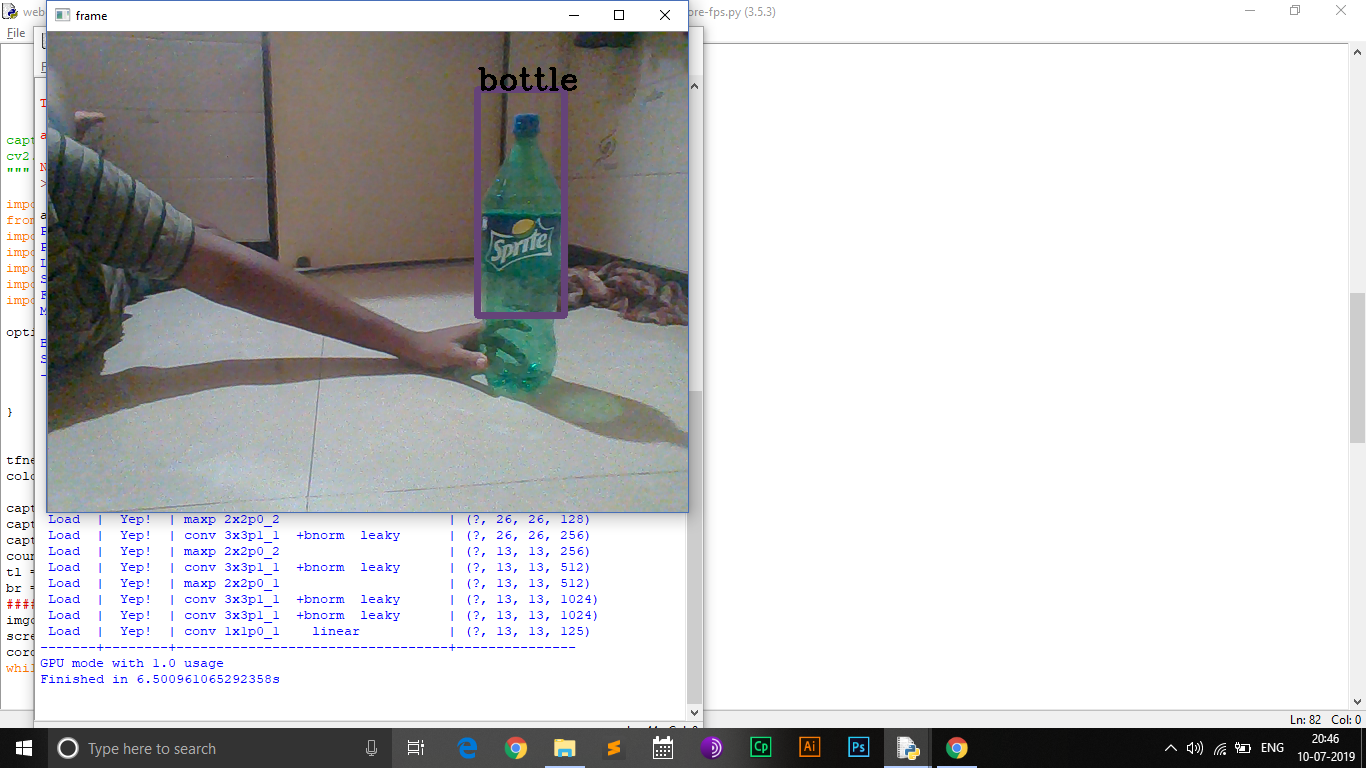 webc
ore-fps.py (3.5.3)
frame
File
bottle
Sprite
capt
cv2.
"""
impo
from
impo
impo
impo
impo
impo
opti
}
tfne
colo
capt
capt
capt
coun
tl =
br =
####
imgc
scre
coro
whil
Load | Yep! | maxp 2x2p0_2 | (?, 26, 26, 128)
Load | Yep! | conv 3x3p1_1 +bnorm leaky | (?, 26, 26, 256)
Load | Yep! | maxp 2x2p0_2 | (?, 13, 13, 256)
Load | Yep! | conv 3x3p1_1 +bnorm leaky | (?, 13, 13, 512)
Load | Yep! | maxp 2x2p0_1 | (?, 13, 13, 512)
Load | Yep! | conv 3x3p1_1 +bnorm leaky | (?, 13, 13, 1024)
Load | Yep! | conv 3x3p1_1 +bnorm leaky | (?, 13, 13, 1024)
Load | Yep! | conv 1x1p0_1 linear | (?, 13, 13, 125)
-------+--------+----------------------------------+---------------
GPU mode with 1.0 usage
Finished in 6.500961065292358s
Ln: 82 Col: 0
Type here to search
Cp
Ai
Ps
ENG
20:46
10-07-2019